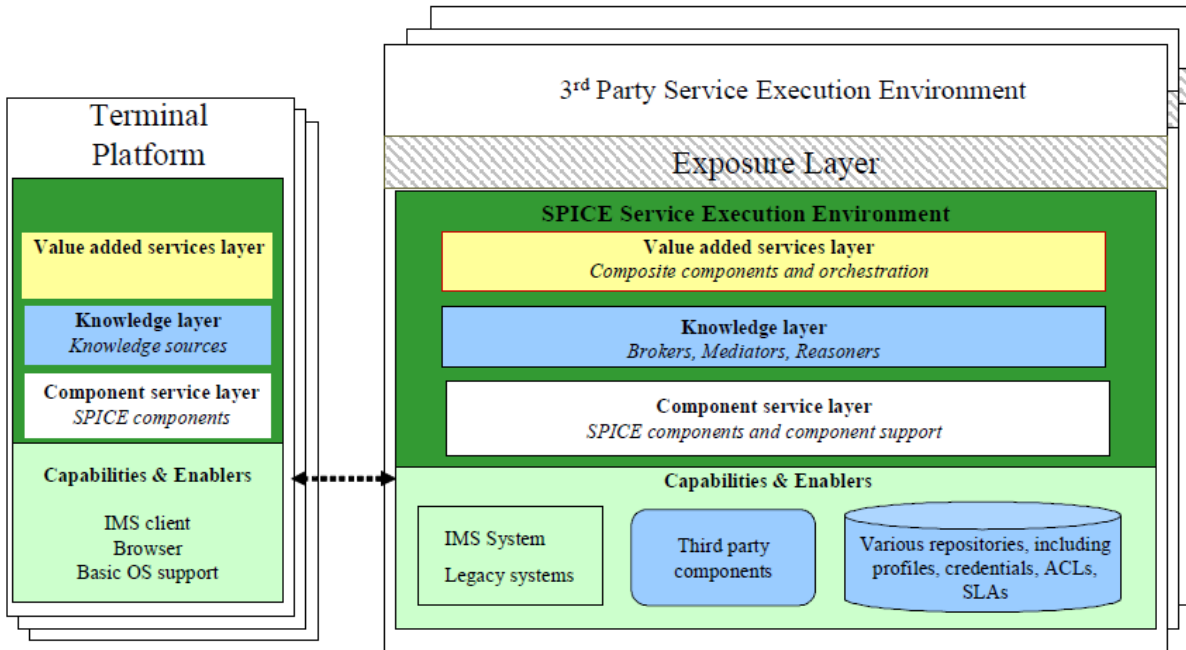 Terminal
Platform
Value added services layer
Knowledge layer
Knowledge sources
Component service layer
SPICE components
Capabilities & Enablers
IMS client
Browser
Basic OS support
3rd Party Service Execution Environment
Exposure Layer
SPICE Service Execution Environment
Value added services layer
Composite components and orchestration
Knowledge layer
Brokers, Mediators, Reasoners
Component service layer
SPICE components and component support
Capabilities & Enablers
IMS System
Legacy systems
Third party
components
Various repositories, including
profiles, credentials, ACLs,
SLAs